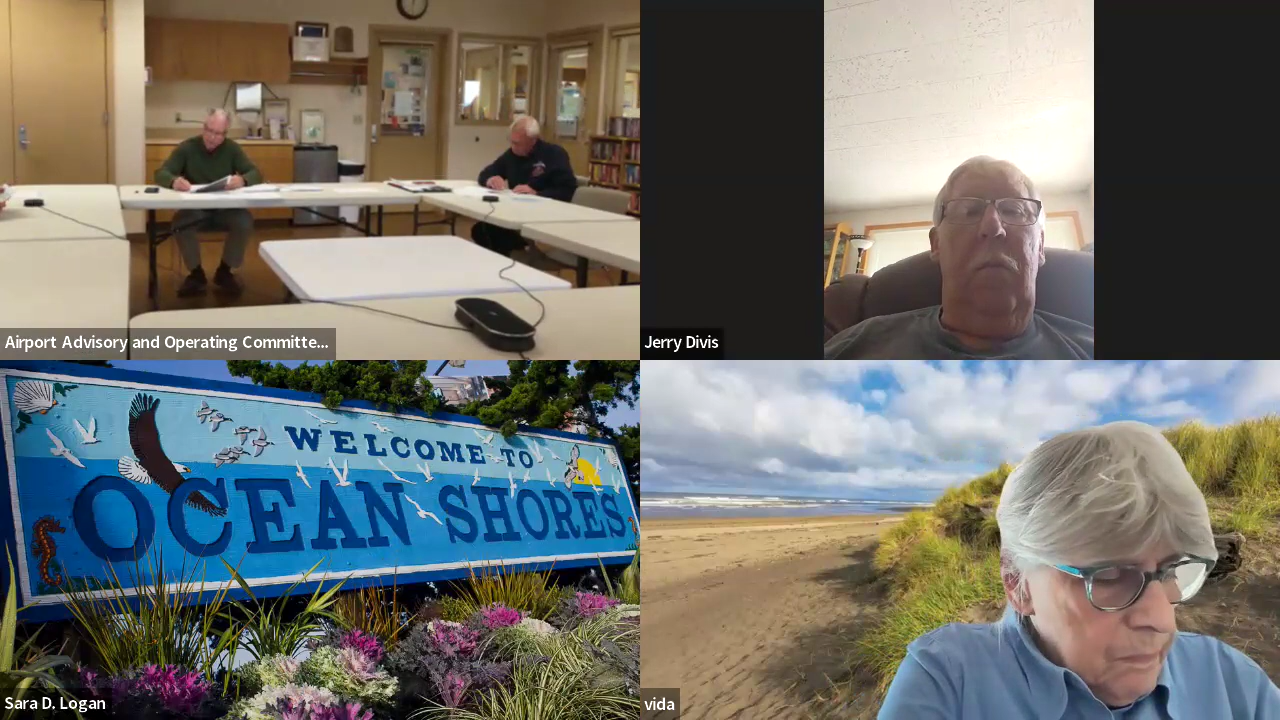 Airport Advisory and Operating Committe...
Jerry Divis
WELCOME TO
OCEAN SHORES
Sara D. Logan
vida